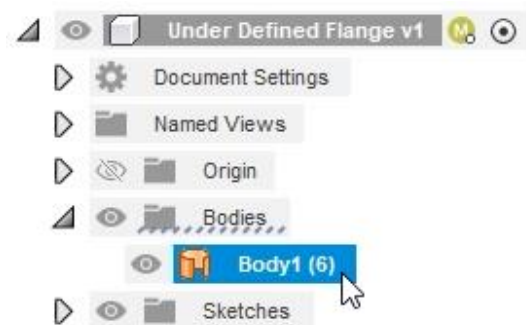 Under Defined Flange v1 M
Document Settings
Named Views
Origin
Bodies
Body1 (6)
Sketches